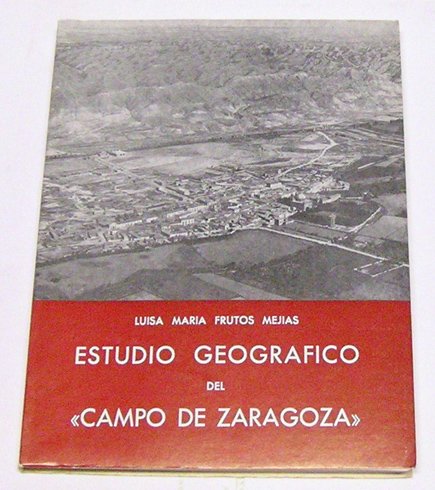 LUISA MARIA FRUTOS MEJIAS
ESTUDIO GEOGRAFICO
DEL
«CAMPO DE ZARAGOZA»